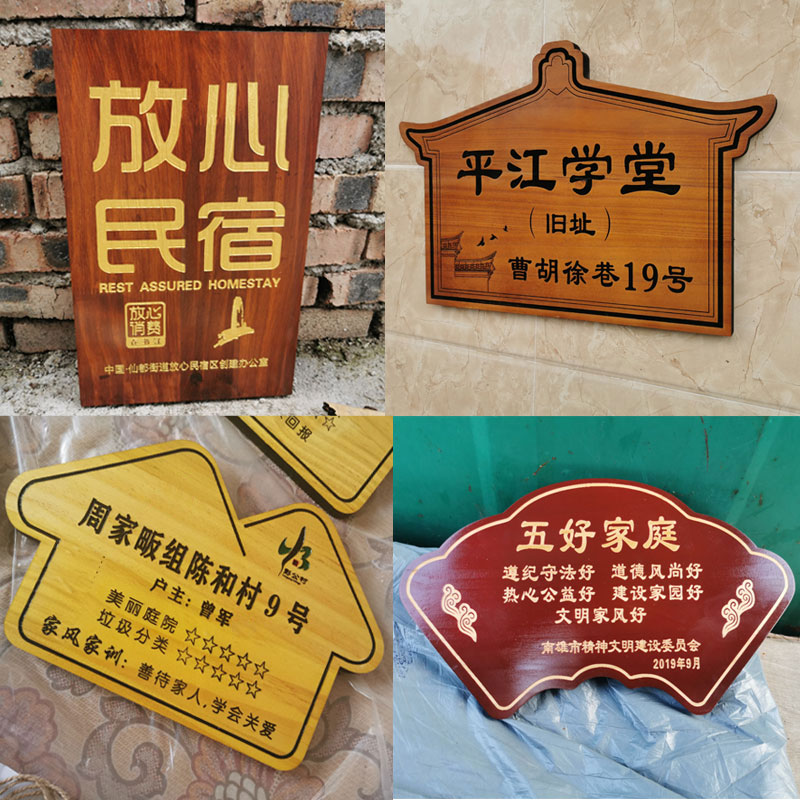 放心
民宿
REST ASSURED HOMESTAY
放心
消费
在浙江
中国·仙都街道放心民宿区创建办公室
平江学堂
（旧址）
曹胡徐巷19号
回报
周家畈组陈和村9号
户主：曾军
美丽庭院 ☆☆☆☆☆
垃圾分类 ☆☆☆☆☆
家风家训：善待家人,学会关爱
五好家庭
遵纪守法好 道德风尚好
热心公益好 建设家园好
文明家风好
南雄市精神文明建设委员会
2019年9月